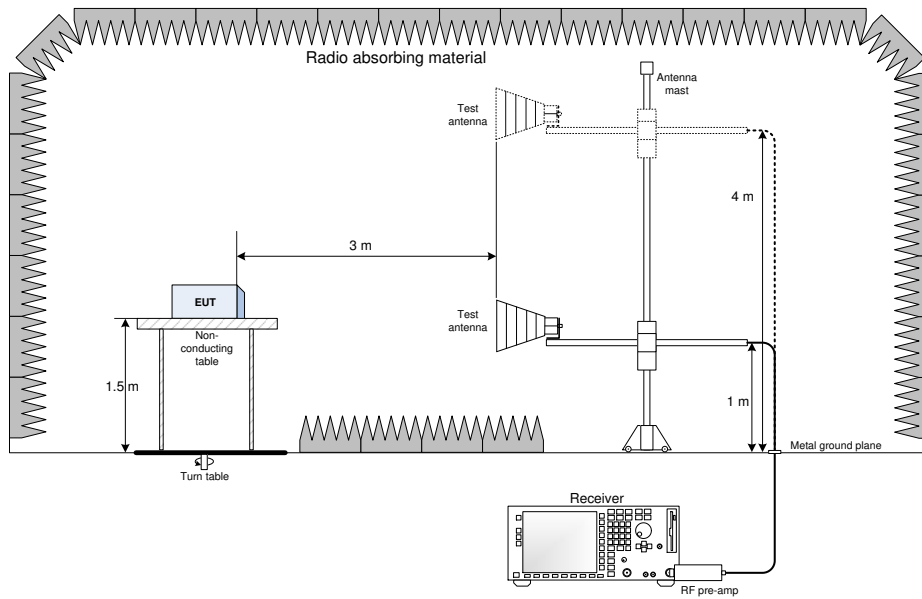 Radio absorbing material
Antenna
mast
Test
antenna
4 m
3 m
EUT
Test
antenna
Non-
conducting
table
1.5 m
1 m
Metal ground plane
Turn table
Receiver
RF pre-amp